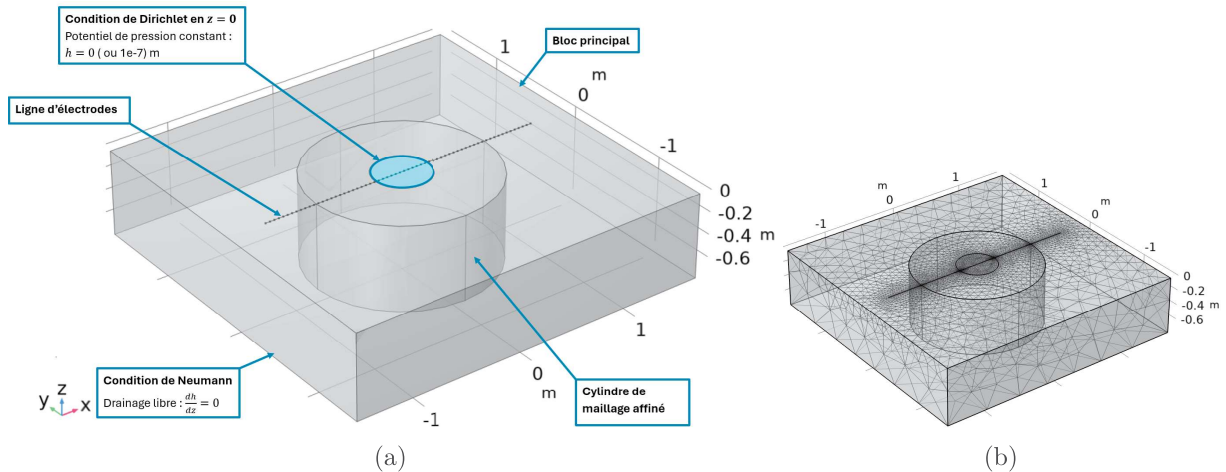 Condition de Dirichlet en z = 0
Potentiel de pression constant :
h = 0 ( ou 1e-7) m
Bloc principal
Ligne d'électrodes
1
m
0
-1
0
-0.2
-0.4 m
-0.6
1
0
m
-1
Condition de Neumann
Drainage libre : dh/dz = 0
Cylindre de
maillage affiné
y z x
(a)
m
1
0
-1
1
m
0
-1
0
-0.2
-0.4 m
-0.6
(b)